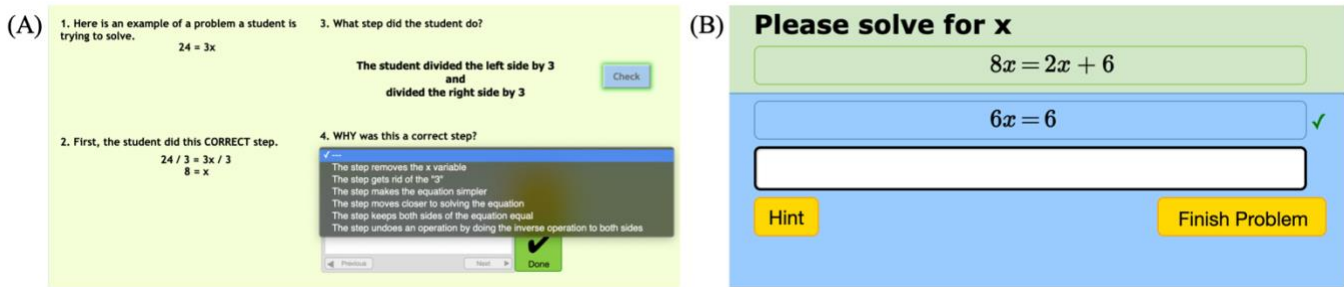 (A)
1. Here is an example of a problem a student is
trying to solve.
24 = 3x
2. First, the student did this CORRECT step.
24 / 3 = 3x / 3
8 = x
3. What step did the student do?
The student divided the left side by 3
and
divided the right side by 3
Check
4. WHY was this a correct step?
✓ ---
The step removes the x variable
The step gets rid of the "3"
The step makes the equation simpler
The step moves closer to solving the equation
The step keeps both sides of the equation equal
The step undoes an operation by doing the inverse operation to both sides
Previous
Next
Done
(B)
Please solve for x
8x = 2x + 6
6x = 6
Hint
Finish Problem